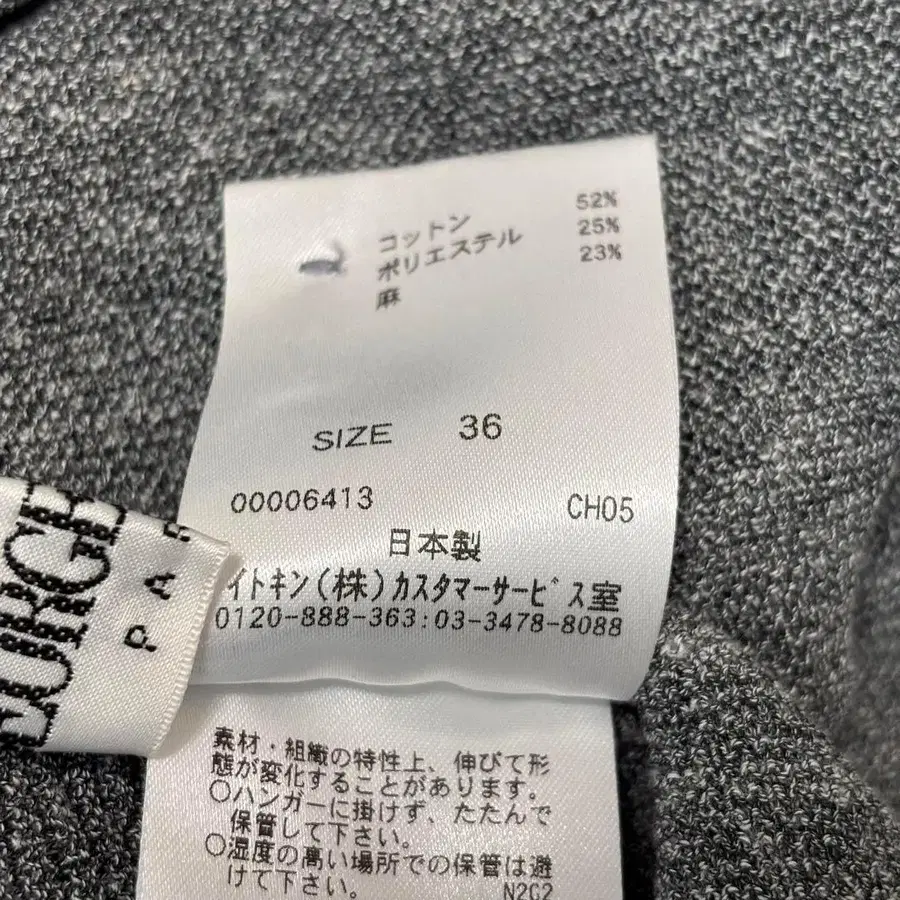 コットン 52%
ポリエステル 25%
麻 23%
SIZE 36
00006413 CH05
日本製
イトキン(株)カスタマーサービス室
0120-888-363:03-3478-8088
素材・組織の特性上、伸びて形
態が変化することがあります。
○ハンガーに掛けず、たたんで
保管して下さい。
○湿度の高い場所での保管は避
けて下さい。
N2C2
EURGE
PAR